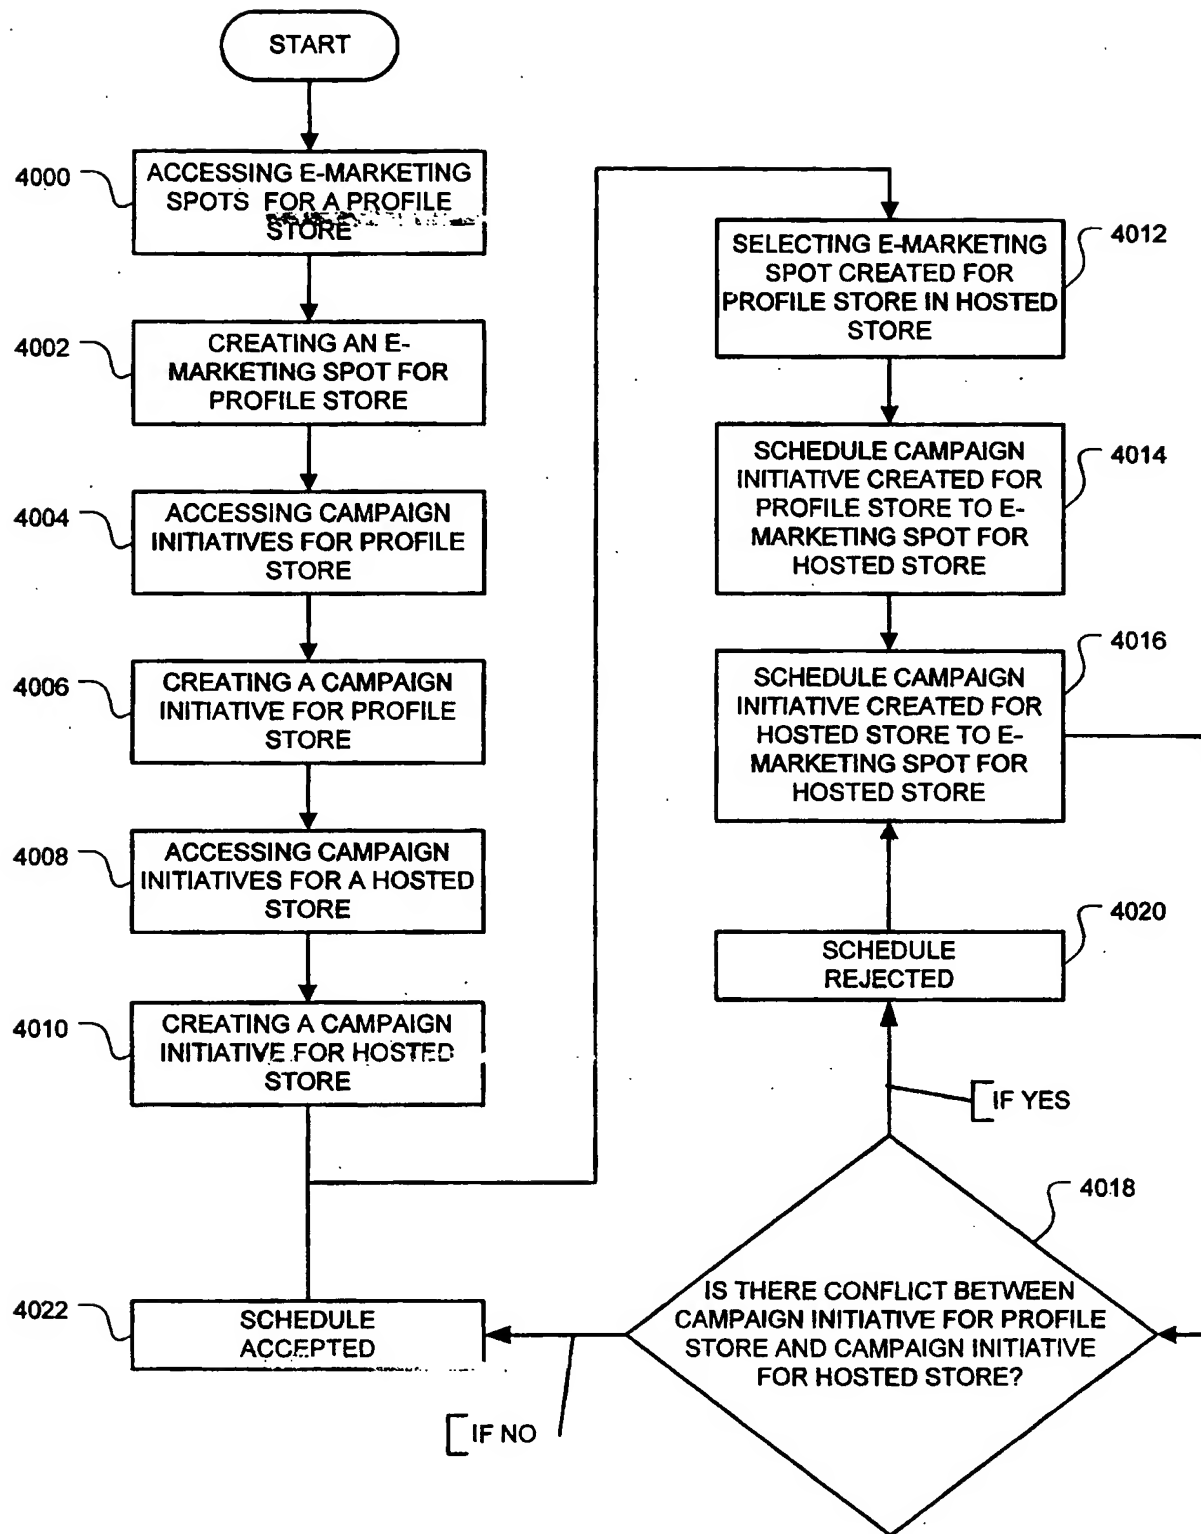 START
4000
ACCESSING E-MARKETING
SPOTS FOR A PROFILE
STORE
4002
CREATING AN E-
MARKETING SPOT FOR
PROFILE STORE
4004
ACCESSING CAMPAIGN
INITIATIVES FOR PROFILE
STORE
4006
CREATING A CAMPAIGN
INITIATIVE FOR PROFILE
STORE
4008
ACCESSING CAMPAIGN
INITIATIVES FOR A HOSTED
STORE
4010
CREATING A CAMPAIGN
INITIATIVE FOR HOSTED
STORE
4012
SELECTING E-MARKETING
SPOT CREATED FOR
PROFILE STORE IN HOSTED
STORE
4014
SCHEDULE CAMPAIGN
INITIATIVE CREATED FOR
PROFILE STORE TO E-
MARKETING SPOT FOR
HOSTED STORE
4016
SCHEDULE CAMPAIGN
INITIATIVE CREATED FOR
HOSTED STORE TO E-
MARKETING SPOT FOR
HOSTED STORE
4020
SCHEDULE
REJECTED
IF YES
4018
IS THERE CONFLICT BETWEEN
CAMPAIGN INITIATIVE FOR PROFILE
STORE AND CAMPAIGN INITIATIVE
FOR HOSTED STORE?
4022
SCHEDULE
ACCEPTED
IF NO